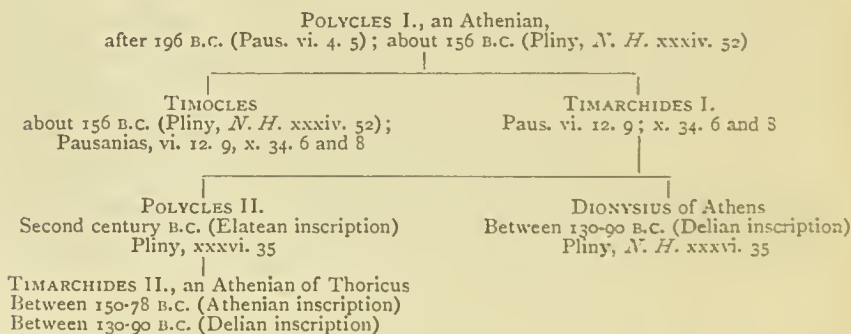 POLYCLES I., an Athenian,
after 196 B.C. (Paus. vi. 4. 5) ; about 156 B.C. (Pliny, N. H. xxxiv. 52)
TIMOCLES
about 156 B.C. (Pliny, N. H. xxxiv. 52);
Pausanias, vi. 12. 9, x. 34. 6 and 8
TIMARCHIDES I.
Paus. vi. 12. 9 ; x. 34. 6 and 8
POLYCLES II.
Second century B.C. (Elatean inscription)
Pliny, xxxvi. 35
DIONYSIUS of Athens
Between 130-90 B.C. (Delian inscription)
Pliny, N. H. xxxvi. 35
TIMARCHIDES II., an Athenian of Thoricus
Between 150-78 B.C. (Athenian inscription)
Between 130-90 B.C. (Delian inscription)